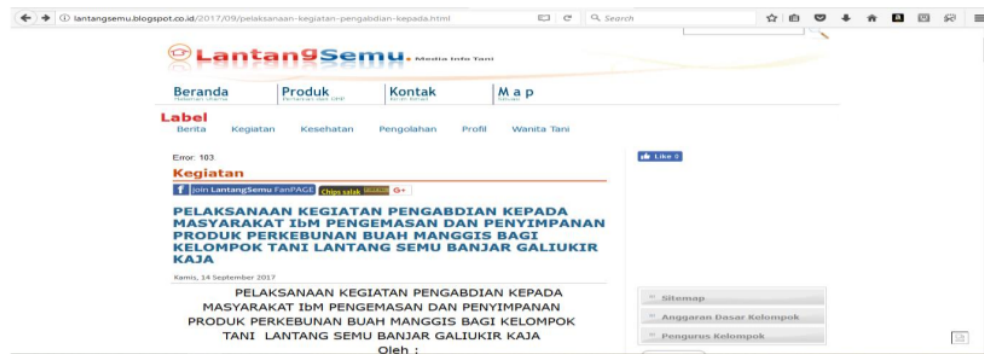 lantangsemu.blogspot.co.id/2017/09/pelaksanaan-kegiatan-pengabdian-kepada.html
Search
LantangSemu. Media Info Tani
Beranda Produk Kontak Map
Label
Berita Kegiatan Kesehatan Pengolahan Profil Wanita Tani
Error: 103
Like 0
Kegiatan
Join LantangSemu FanPAGE Chips salak G+
PELAKSANAAN KEGIATAN PENGABDIAN KEPADA
MASYARAKAT IbM PENGEMASAN DAN PENYIMPANAN
PRODUK PERKEBUNAN BUAH MANGGIS BAGI
KELOMPOK TANI LANTANG SEMU BANJAR GALIUKIR
KAJA
Kamis, 14 September 2017
PELAKSANAAN KEGIATAN PENGABDIAN KEPADA
MASYARAKAT IbM PENGEMASAN DAN PENYIMPANAN
PRODUK PERKEBUNAN BUAH MANGGIS BAGI KELOMPOK
TANI LANTANG SEMU BANJAR GALIUKIR KAJA
Oleh :
Sitemap
Anggaran Dasar Kelompok
Pengurus Kelompok